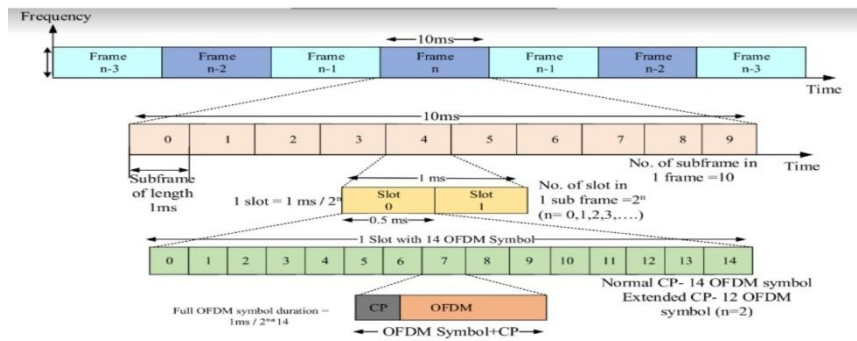 Frequency
10ms
Frame n-3
Frame n-2
Frame n-1
Frame n
Frame n-1
Frame n-2
Frame n-3
Time
10ms
0 1 2 3 4 5 6 7 8 9
Subframe of length 1ms
No. of subframe in
1 frame =10
Time
1 ms
1 slot = 1 ms / 2ⁿ
Slot 0
Slot 1
No. of slot in
1 sub frame =2ⁿ
(n= 0,1,2,3,....)
0.5 ms
1 Slot with 14 OFDM Symbol
0 1 2 3 4 5 6 7 8 9 10 11 12 13 14
Normal CP- 14 OFDM symbol
Extended CP- 12 OFDM
symbol (n=2)
Full OFDM symbol duration =
1ms / 2ⁿ*14
CP
OFDM
OFDM Symbol+CP